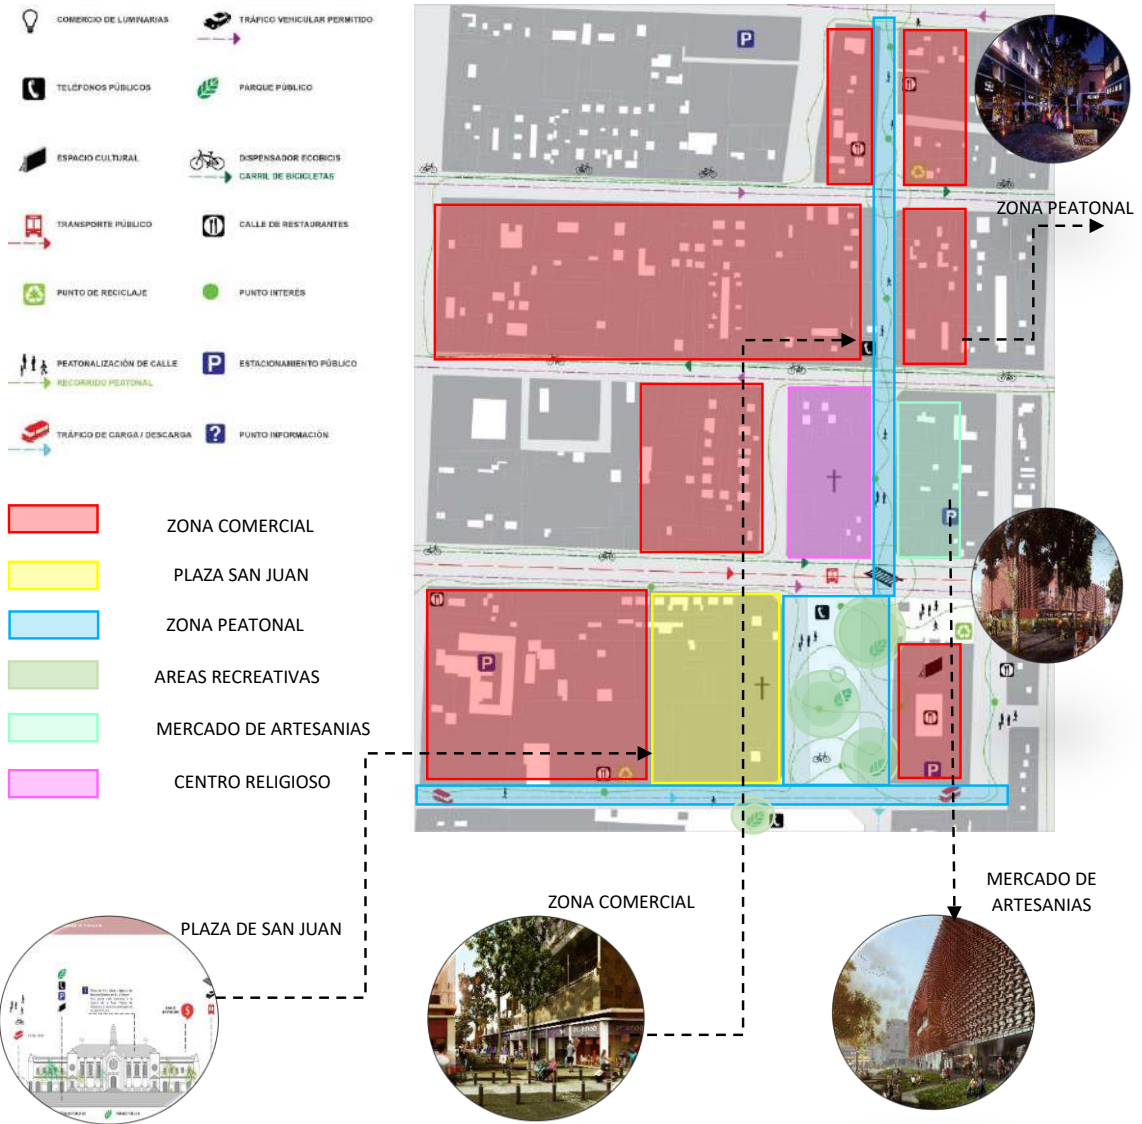 COMERCIO DE LUMINARIAS
TRÁFICO VEHICULAR PERMITIDO
TELÉFONOS PÚBLICOS
PARQUE PÚBLICO
ESPACIO CULTURAL
DISPENSADOR ECOBICIS
CARRIL DE BICICLETAS
TRANSPORTE PÚBLICO
CALLE DE RESTAURANTES
PUNTO DE RECICLAJE
PUNTO INTERÉS
PEATONALIZACIÓN DE CALLE
RECORRIDO PEATONAL
P
ESTACIONAMIENTO PÚBLICO
TRÁFICO DE CARGA / DESCARGA
?
PUNTO INFORMACIÓN
ZONA COMERCIAL
PLAZA SAN JUAN
ZONA PEATONAL
AREAS RECREATIVAS
MERCADO DE ARTESANIAS
CENTRO RELIGIOSO
P
ZONA PEATONAL
P
P
P
PLAZA DE SAN JUAN
ZONA COMERCIAL
MERCADO DE
ARTESANIAS